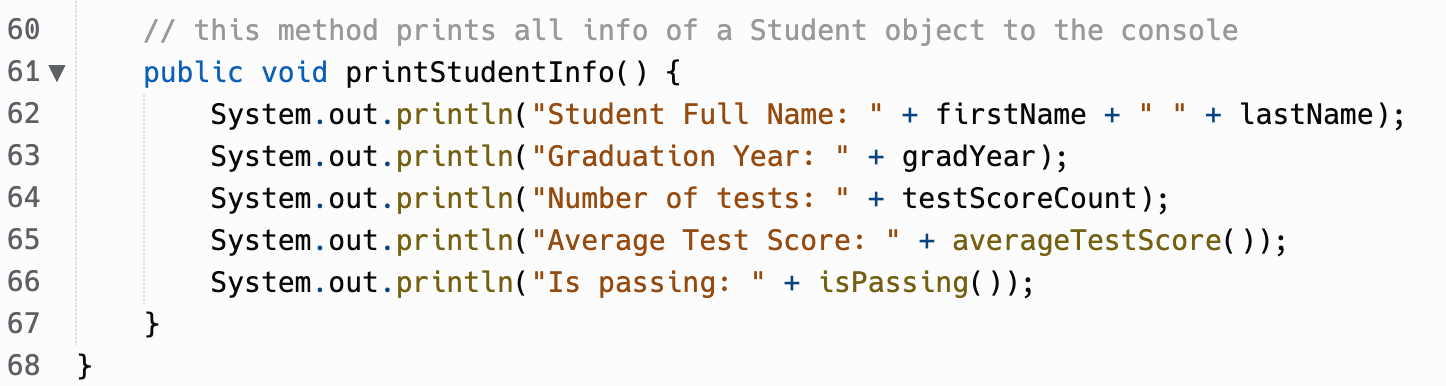 60 // this method prints all info of a Student object to the console
61 ▼ public void printStudentInfo() {
62 System.out.println("Student Full Name: " + firstName + " " + lastName);
63 System.out.println("Graduation Year: " + gradYear);
64 System.out.println("Number of tests: " + testScoreCount);
65 System.out.println("Average Test Score: " + averageTestScore());
66 System.out.println("Is passing: " + isPassing());
67 }
68 }